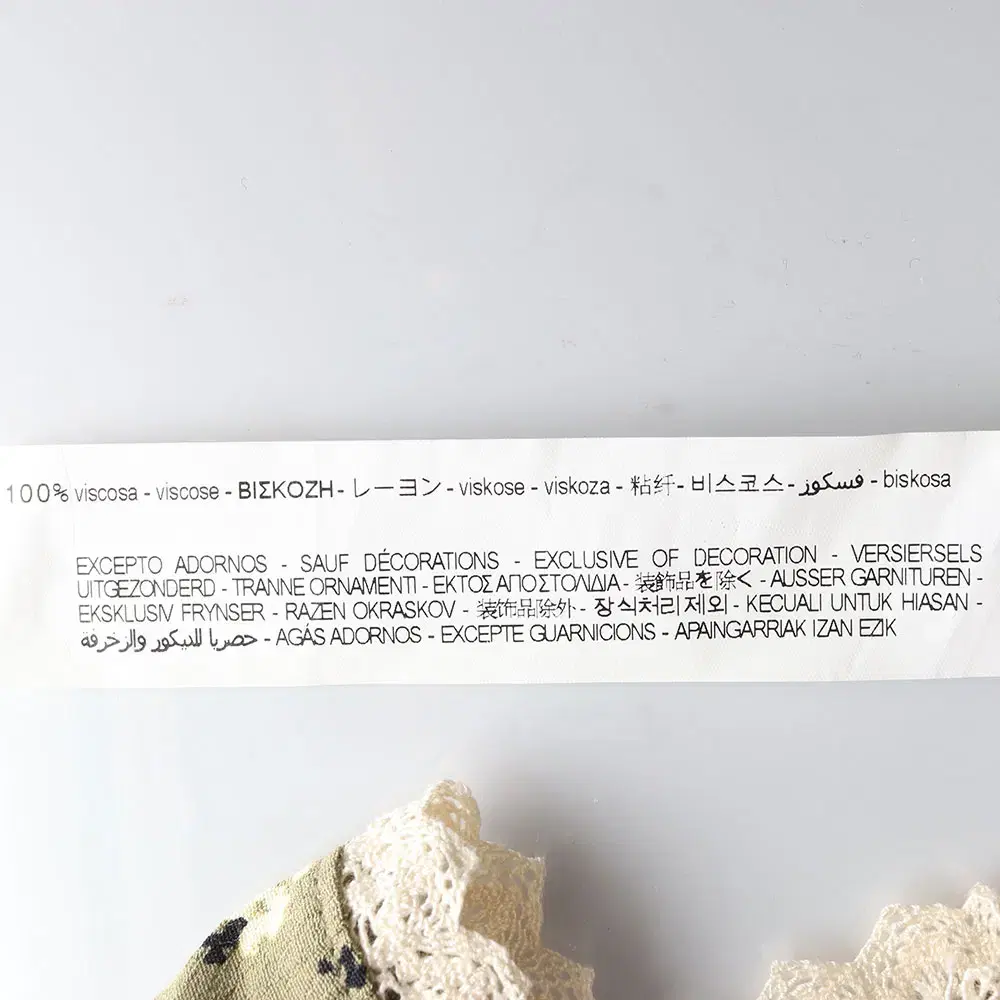 100% viscosa - viscose - ΒΙΣΚΟΖΗ - レーヨン - viskose - viskoza - 粘纤 - 비스코스 - فسكوز - biskosa
EXCEPTO ADORNOS - SAUF DÉCORATIONS - EXCLUSIVE OF DECORATION - VERSIERSELS
UITGEZONDERD - TRANNE ORNAMENTI - ΕΚΤΟΣ ΑΠΟ ΣΤΟΛΙΔΙΑ - 装飾品を除く - AUSSER GARNITUREN -
EKSKLUSIV FRYNSER - RAZEN OKRASKOV - 装饰品除外 - 장식처리제외 - KECUALI UNTUK HIASAN -
حصريا للديكور والزخرفة - AGÁS ADORNOS - EXCEPTE GUARNICIONS - APAINGARRIAK IZAN EZIK